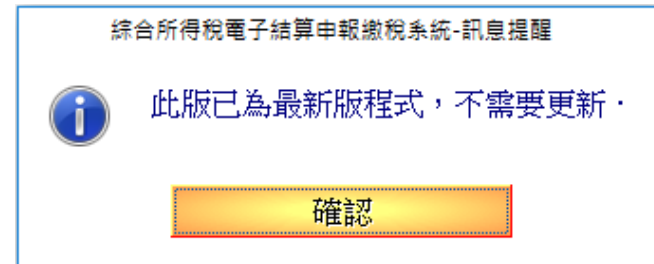 綜合所得稅電子結算申報繳稅系統-訊息提醒
此版已為最新版程式，不需要更新．
確認